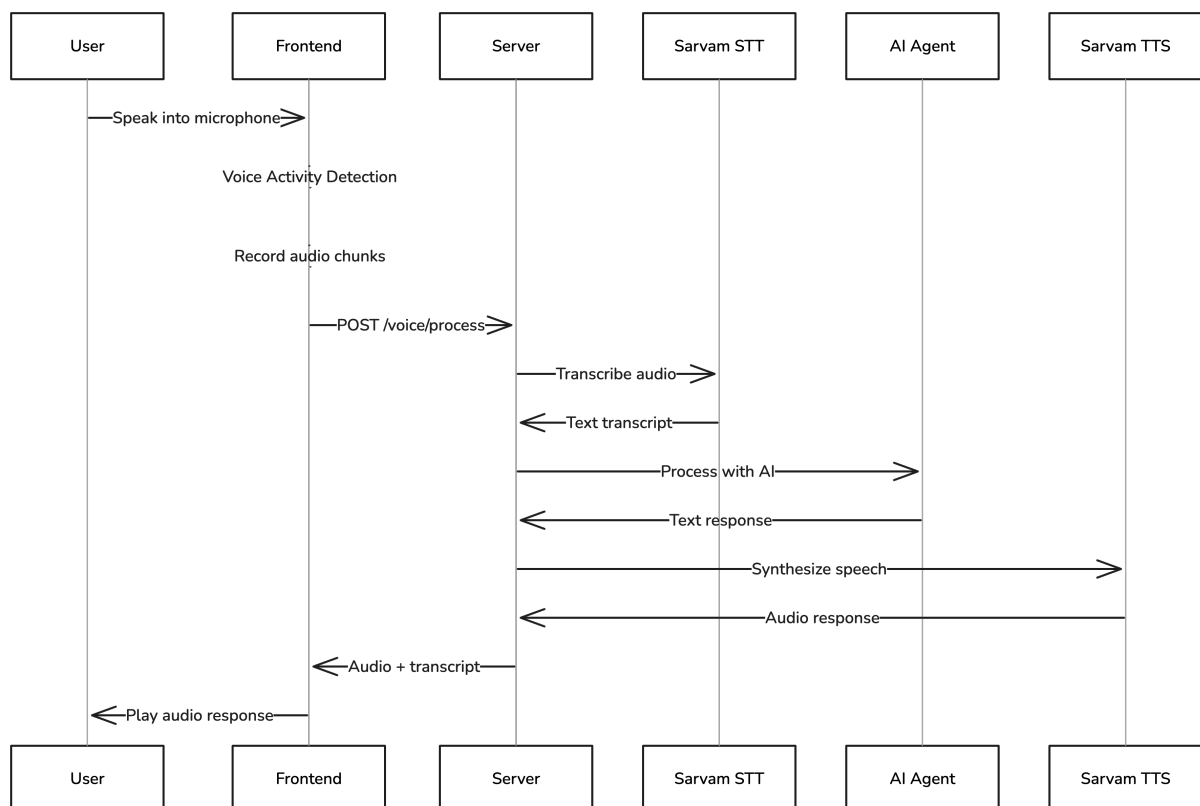 User
Frontend
Server
Sarvam STT
AI Agent
Sarvam TTS
Speak into microphone
Voice Activity Detection
Record audio chunks
POST /voice/process
Transcribe audio
Text transcript
Process with AI
Text response
Synthesize speech
Audio response
Audio + transcript
Play audio response
User
Frontend
Server
Sarvam STT
AI Agent
Sarvam TTS